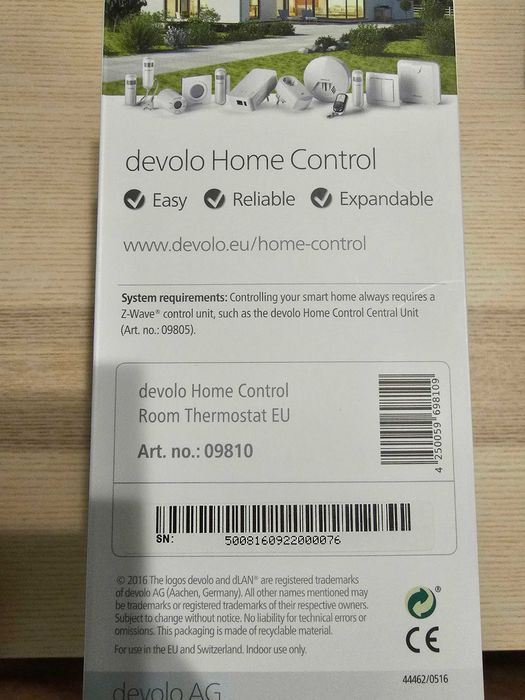 devolo Home Control
Easy Reliable Expandable
www.devolo.eu/home-control
System requirements: Controlling your smart home always requires a
Z-Wave® control unit, such as the devolo Home Control Central Unit
(Art. no.: 09805).
devolo Home Control
Room Thermostat EU
Art. no.: 09810
4 250059 698109
SN: 5008160922000076
© 2016 The logos devolo and dLAN® are registered trademarks
of devolo AG (Aachen, Germany). All other names mentioned may
be trademarks or registered trademarks of their respective owners.
Subject to change without notice. No liability for technical errors or
omissions. This packaging is made of recyclable material.
For use in the EU and Switzerland. Indoor use only.
®
CE
44462/0516
devolo AG